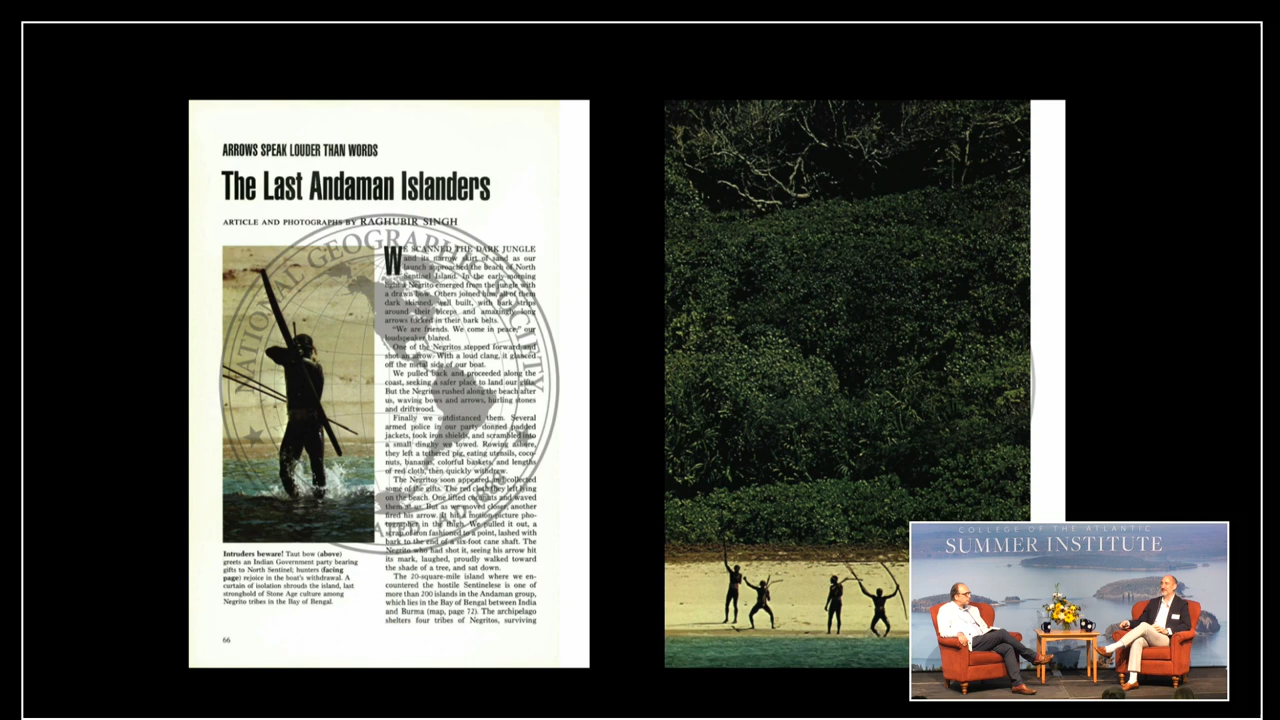 ARROWS SPEAK LOUDER THAN WORDS
The Last Andaman Islanders
ARTICLE AND PHOTOGRAPHS BY RAGHUBIR SINGH
WE SCANNED THE DARK JUNGLE
and its narrow skirt of sand as our
launch approached the beach of North
Sentinel Island. In the early-morning
light a Negrito emerged from the jungle with
a drawn bow. Others joined him, all of them
dark skinned, well built, with bark strips
around their biceps and amazingly long
arrows tucked in their bark belts.
"We are friends. We come in peace," our
loudspeaker blared.
One of the Negritos stepped forward and
shot an arrow. With a loud clang, it glanced
off the metal side of our boat.
We pulled back and proceeded along the
coast, seeking a safer place to land our gifts.
But the Negritos rushed along the beach after
us, waving bows and arrows, hurling stones
and driftwood.
Finally we outdistanced them. Several
armed police in our party donned padded
jackets, took iron shields, and scrambled into
a small dinghy we towed. Rowing ashore,
they left a tethered pig, eating utensils, coco-
nuts, bananas, colorful baskets, and lengths
of red cloth, then quickly withdrew.
The Negritos soon appeared and collected
some of the gifts. The red cloth they left lying
on the beach. One lifted coconuts and waved
them at us. But as we moved closer, another
fired his arrow. It hit a motion-picture pho-
tographer in the thigh. We pulled it out, a
scrap of iron fashioned to a point, lashed with
bark to the end of a six-foot cane shaft. The
Negrito who had shot it, seeing his arrow hit
its mark, laughed, proudly walked toward
the shade of a tree, and sat down.
The 20-square-mile island where we en-
countered the hostile Sentinelese is one of
more than 200 islands in the Andaman group,
which lies in the Bay of Bengal between India
and Burma (map, page 72). The archipelago
shelters four tribes of Negritos, surviving
Intruders beware! Taut bow (above)
greets an Indian Government party bearing
gifts to North Sentinel; hunters (facing
page) rejoice in the boat's withdrawal. A
curtain of isolation shrouds the island, last
stronghold of Stone Age culture among
Negrito tribes in the Bay of Bengal.
66
NATIONAL GEOGRAPHIC SOCIETY
COLLEGE OF THE ATLANTIC
SUMMER INSTITUTE